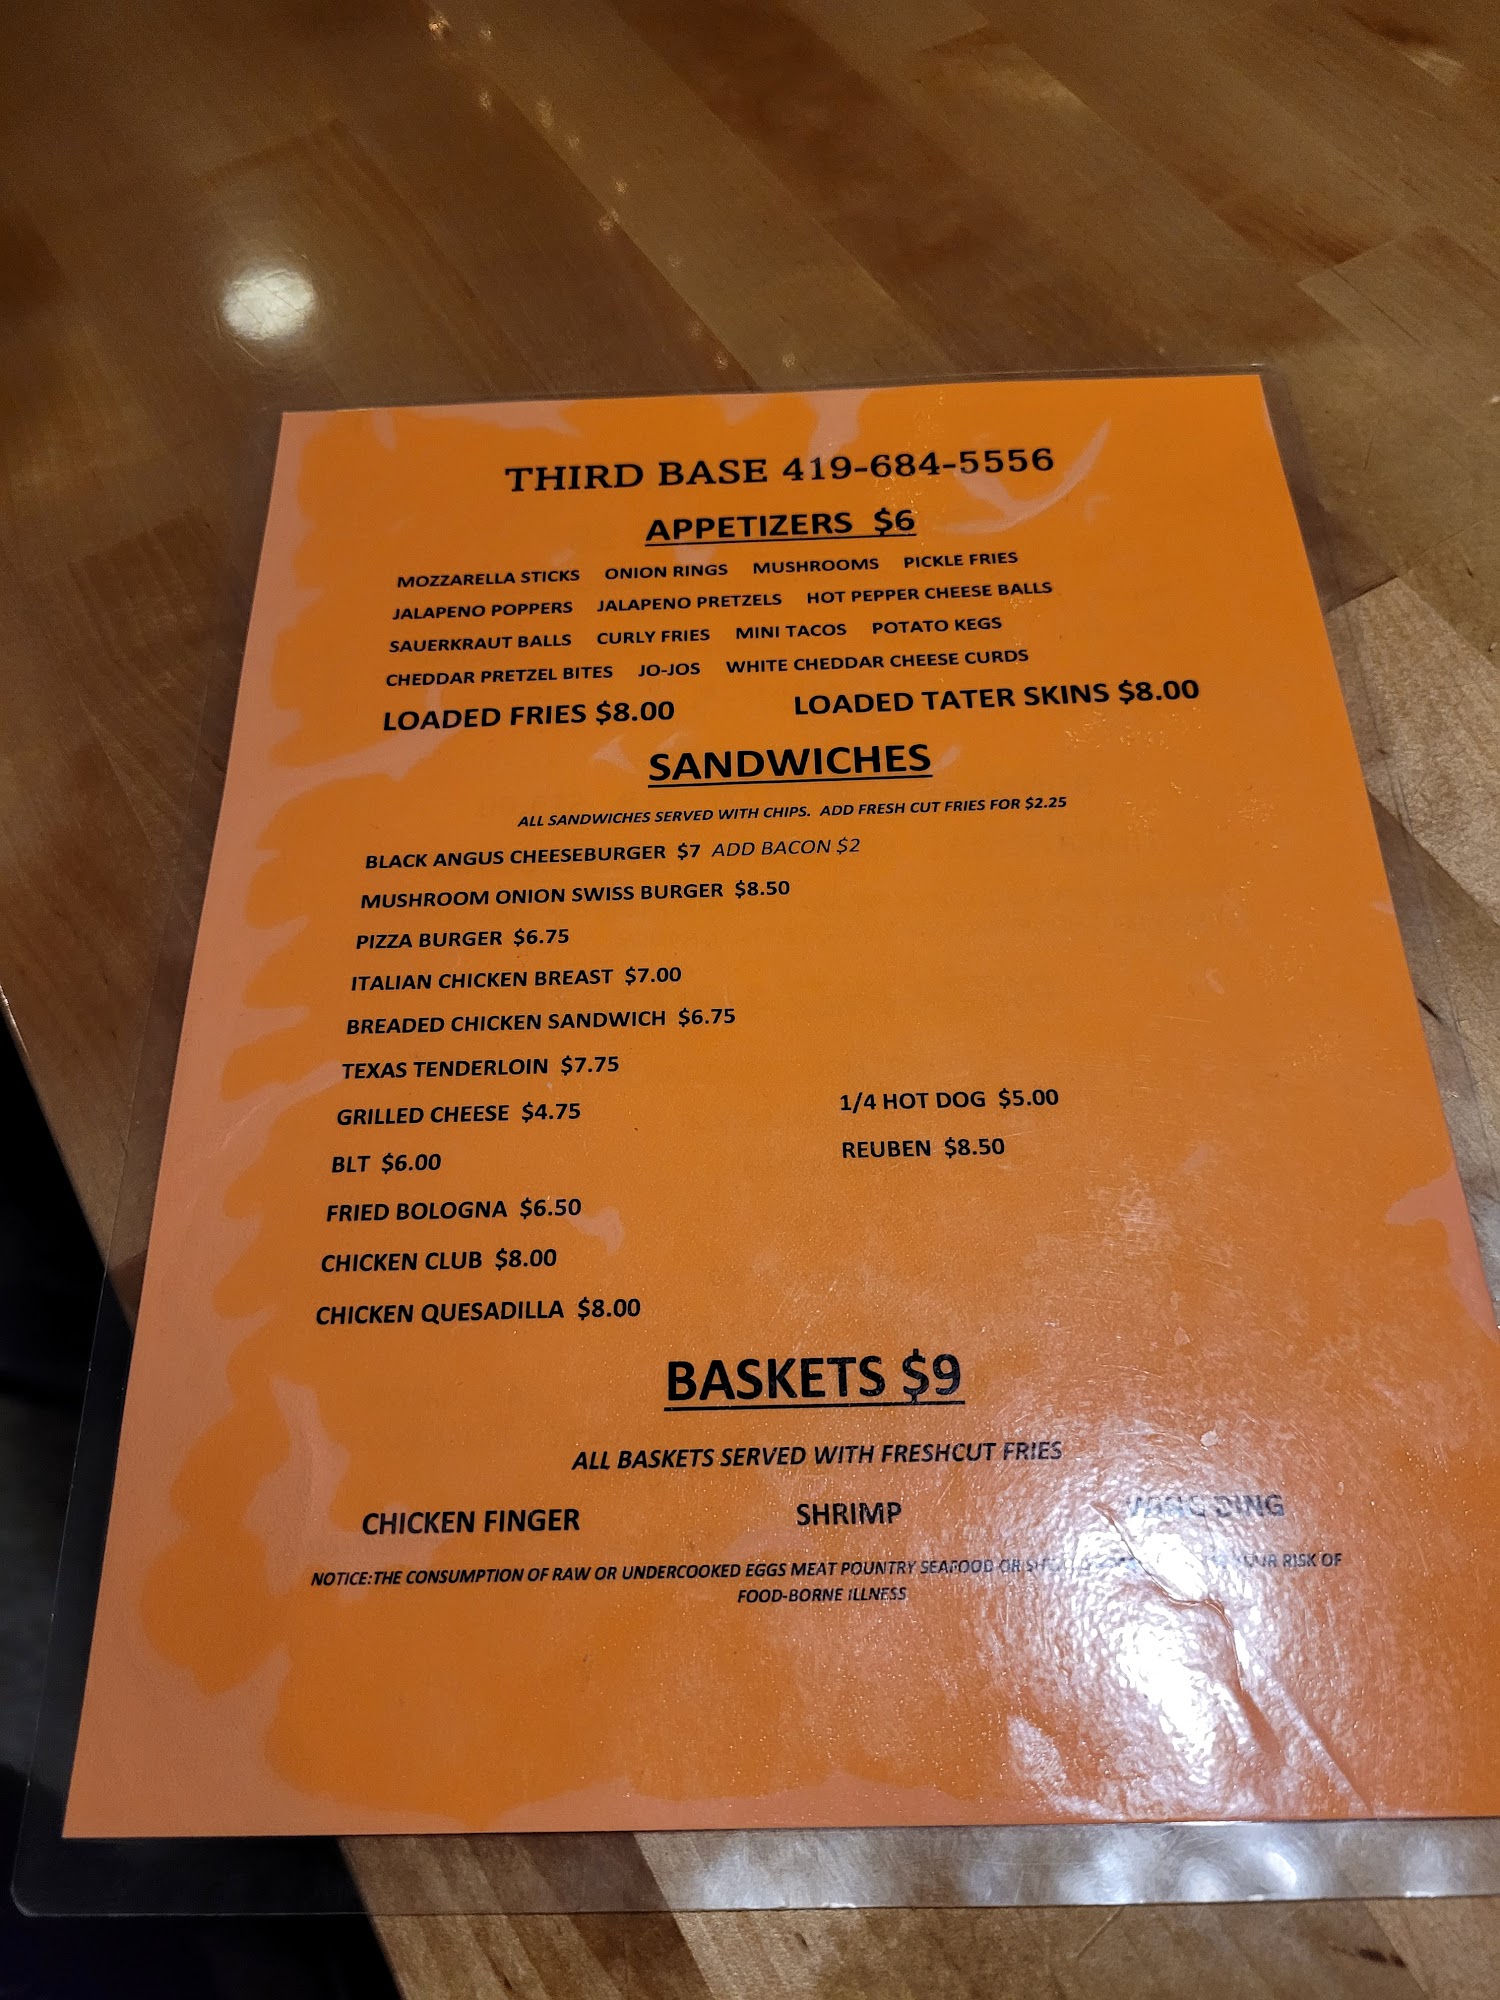 THIRD BASE 419-684-5556
APPETIZERS $6
MOZZARELLA STICKS ONION RINGS MUSHROOMS PICKLE FRIES
JALAPENO POPPERS JALAPENO PRETZELS HOT PEPPER CHEESE BALLS
SAUERKRAUT BALLS CURLY FRIES MINI TACOS POTATO KEGS
CHEDDAR PRETZEL BITES JO-JOS WHITE CHEDDAR CHEESE CURDS
LOADED FRIES $8.00 LOADED TATER SKINS $8.00
SANDWICHES
ALL SANDWICHES SERVED WITH CHIPS. ADD FRESH CUT FRIES FOR $2.25
BLACK ANGUS CHEESEBURGER $7 ADD BACON $2
MUSHROOM ONION SWISS BURGER $8.50
PIZZA BURGER $6.75
ITALIAN CHICKEN BREAST $7.00
BREADED CHICKEN SANDWICH $6.75
TEXAS TENDERLOIN $7.75
GRILLED CHEESE $4.75 1/4 HOT DOG $5.00
BLT $6.00 REUBEN $8.50
FRIED BOLOGNA $6.50
CHICKEN CLUB $8.00
CHICKEN QUESADILLA $8.00
BASKETS $9
ALL BASKETS SERVED WITH FRESHCUT FRIES
CHICKEN FINGER SHRIMP DING
NOTICE:THE CONSUMPTION OF RAW OR UNDERCOOKED EGGS MEAT POUNTRY SEAFOOD OR YOUR RISK OF
FOOD-BORNE ILLNESS